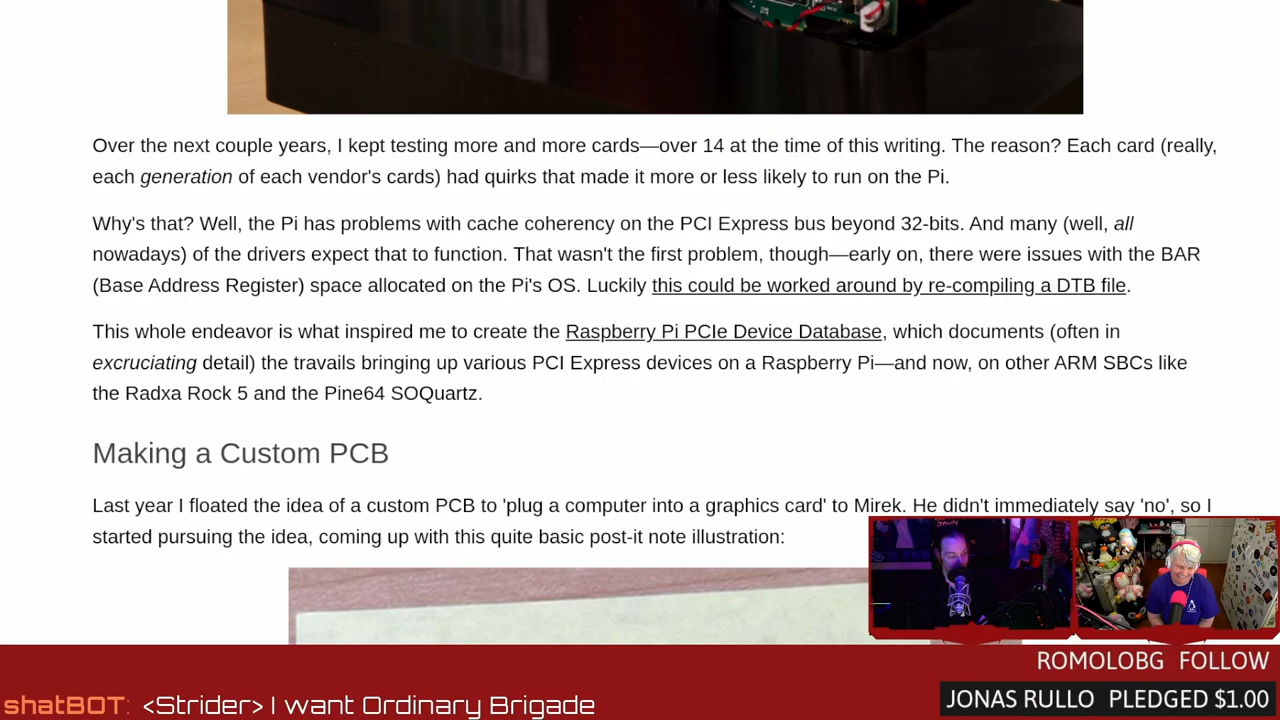 Over the next couple years, I kept testing more and more cards—over 14 at the time of this writing. The reason? Each card (really,
each generation of each vendor's cards) had quirks that made it more or less likely to run on the Pi.
Why's that? Well, the Pi has problems with cache coherency on the PCI Express bus beyond 32-bits. And many (well, all
nowadays) of the drivers expect that to function. That wasn't the first problem, though—early on, there were issues with the BAR
(Base Address Register) space allocated on the Pi's OS. Luckily this could be worked around by re-compiling a DTB file.
This whole endeavor is what inspired me to create the Raspberry Pi PCIe Device Database, which documents (often in
excruciating detail) the travails bringing up various PCI Express devices on a Raspberry Pi—and now, on other ARM SBCs like
the Radxa Rock 5 and the Pine64 SOQuartz.
Making a Custom PCB
Last year I floated the idea of a custom PCB to 'plug a computer into a graphics card' to Mirek. He didn't immediately say 'no', so I
started pursuing the idea, coming up with this quite basic post-it note illustration:
ROMOLOBG FOLLOW
shatBOT: <Strider> I want Ordinary Brigade
JONAS RULLO PLEDGED $1.00